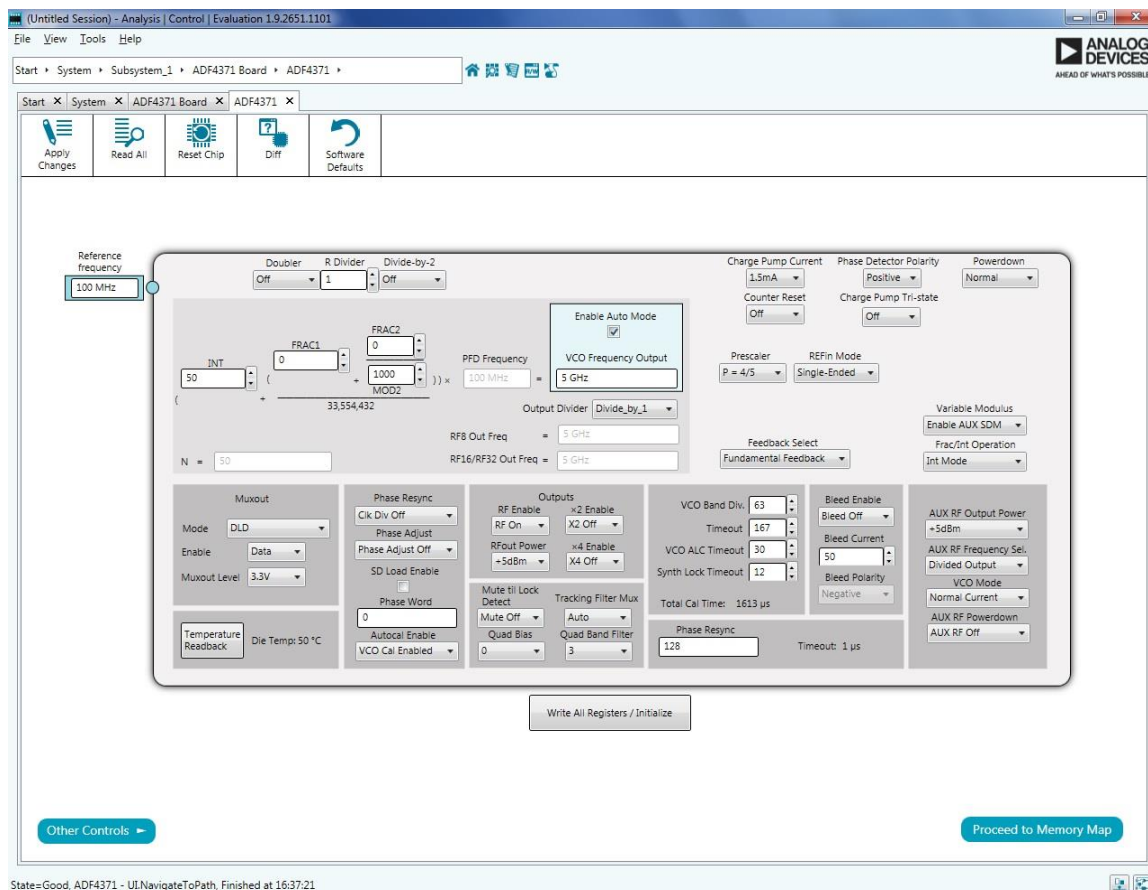 (Untitled Session) - Analysis | Control | Evaluation 1.9.2651.1101
File View Tools Help
Start System Subsystem_1 ADF4371 Board ADF4371
ANALOG DEVICES
AHEAD OF WHAT'S POSSIBLE
Start System ADF4371 Board ADF4371
Apply Changes
Read All
Reset Chip
Diff
Software Defaults
Reference frequency
100 MHz
Doubler
Off
R Divider
1
Divide-by-2
Off
Charge Pump Current
1.5mA
Phase Detector Polarity
Positive
Powerdown
Normal
Counter Reset
Off
Charge Pump Tri-state
Off
INT
50
(
+
(
FRAC1
0
+
FRAC2
0
1000
MOD2
33,554,432
)) ×
PFD Frequency
100 MHz
=
Enable Auto Mode
VCO Frequency Output
5 GHz
Prescaler
P = 4/5
REFin Mode
Single-Ended
Output Divider Divide_by_1
RF8 Out Freq = 5 GHz
RF16/RF32 Out Freq = 5 GHz
N = 50
Feedback Select
Fundamental Feedback
Variable Modulus
Enable AUX SDM
Frac/Int Operation
Int Mode
Muxout
Mode DLD
Enable Data
Muxout Level 3.3V
Temperature Readback
Die Temp: 50 °C
Phase Resync
Clk Div Off
Phase Adjust
Phase Adjust Off
SD Load Enable
Phase Word
0
Autocal Enable
VCO Cal Enabled
Outputs
RF Enable
RF On
×2 Enable
X2 Off
RFout Power
+5dBm
×4 Enable
X4 Off
Mute til Lock Detect
Mute Off
Tracking Filter Mux
Auto
Quad Bias
0
Quad Band Filter
3
VCO Band Div. 63
Timeout 167
VCO ALC Timeout 30
Synth Lock Timeout 12
Total Cal Time: 1613 µs
Phase Resync
128
Timeout: 1 µs
Bleed Enable
Bleed Off
Bleed Current
50
Bleed Polarity
Negative
AUX RF Output Power
+5dBm
AUX RF Frequency Sel.
Divided Output
VCO Mode
Normal Current
AUX RF Powerdown
AUX RF Off
Write All Registers / Initialize
Other Controls
Proceed to Memory Map
State=Good, ADF4371 - UI.NavigateToPath, Finished at 16:37:21